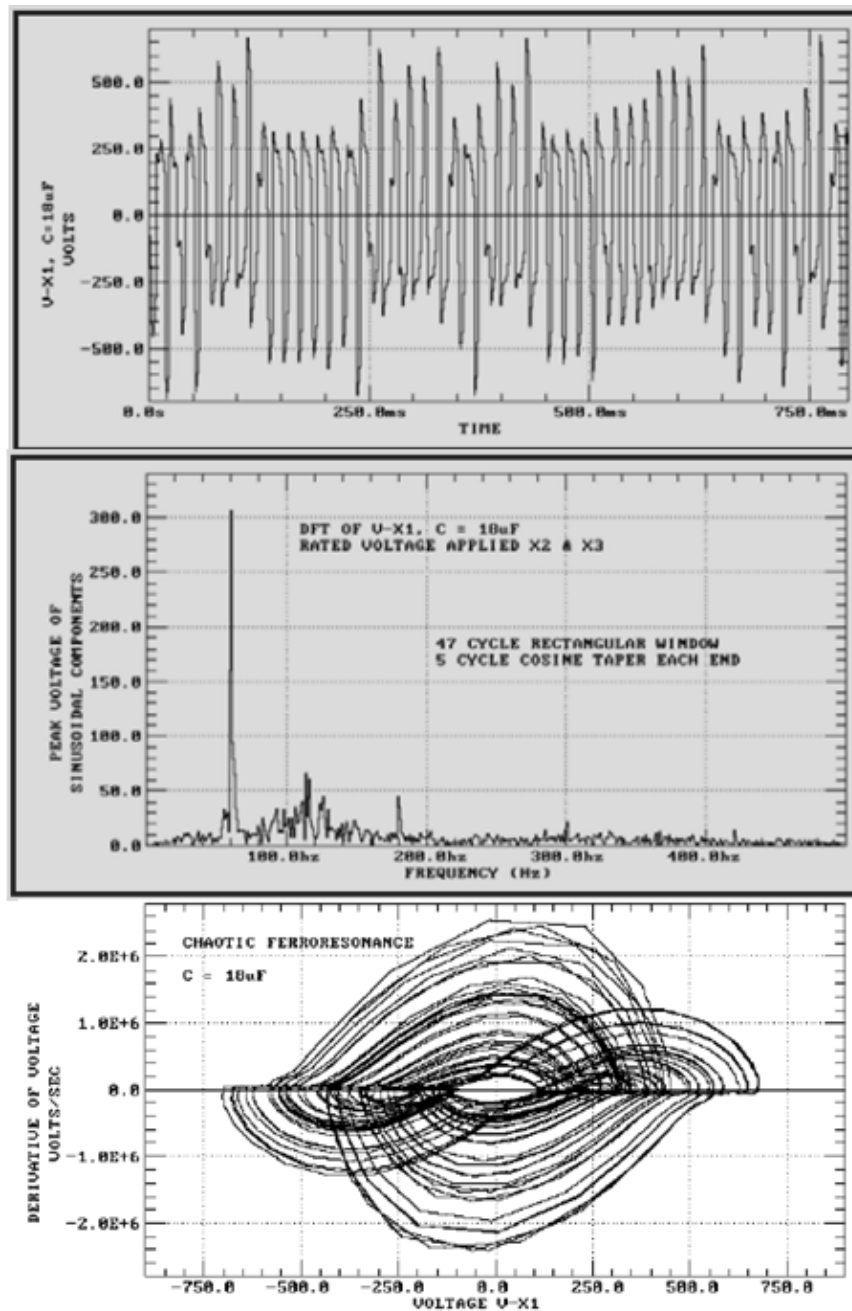 500.0
250.0
0.0
-250.0
-500.0
V-X1, C=18uF
VOLTS
0.0s 250.0ms 500.0ms 750.0ms
TIME
300.0
250.0
200.0
150.0
100.0
50.0
0.0
PEAK VOLTAGE OF
SINUSOIDAL COMPONENTS
DFT OF V-X1, C = 18uF
RATED VOLTAGE APPLIED X2 & X3
47 CYCLE RECTANGULAR WINDOW
5 CYCLE COSINE TAPER EACH END
100.0hz 200.0hz 300.0hz 400.0hz
FREQUENCY (Hz)
2.0E+6
1.0E+6
0.0
-1.0E+6
-2.0E+6
DERIVATIVE OF VOLTAGE
VOLTS/SEC
CHAOTIC FERRORESONANCE
C = 18uF
-750.0 -500.0 -250.0 0.0 250.0 500.0 750.0
VOLTAGE V-X1